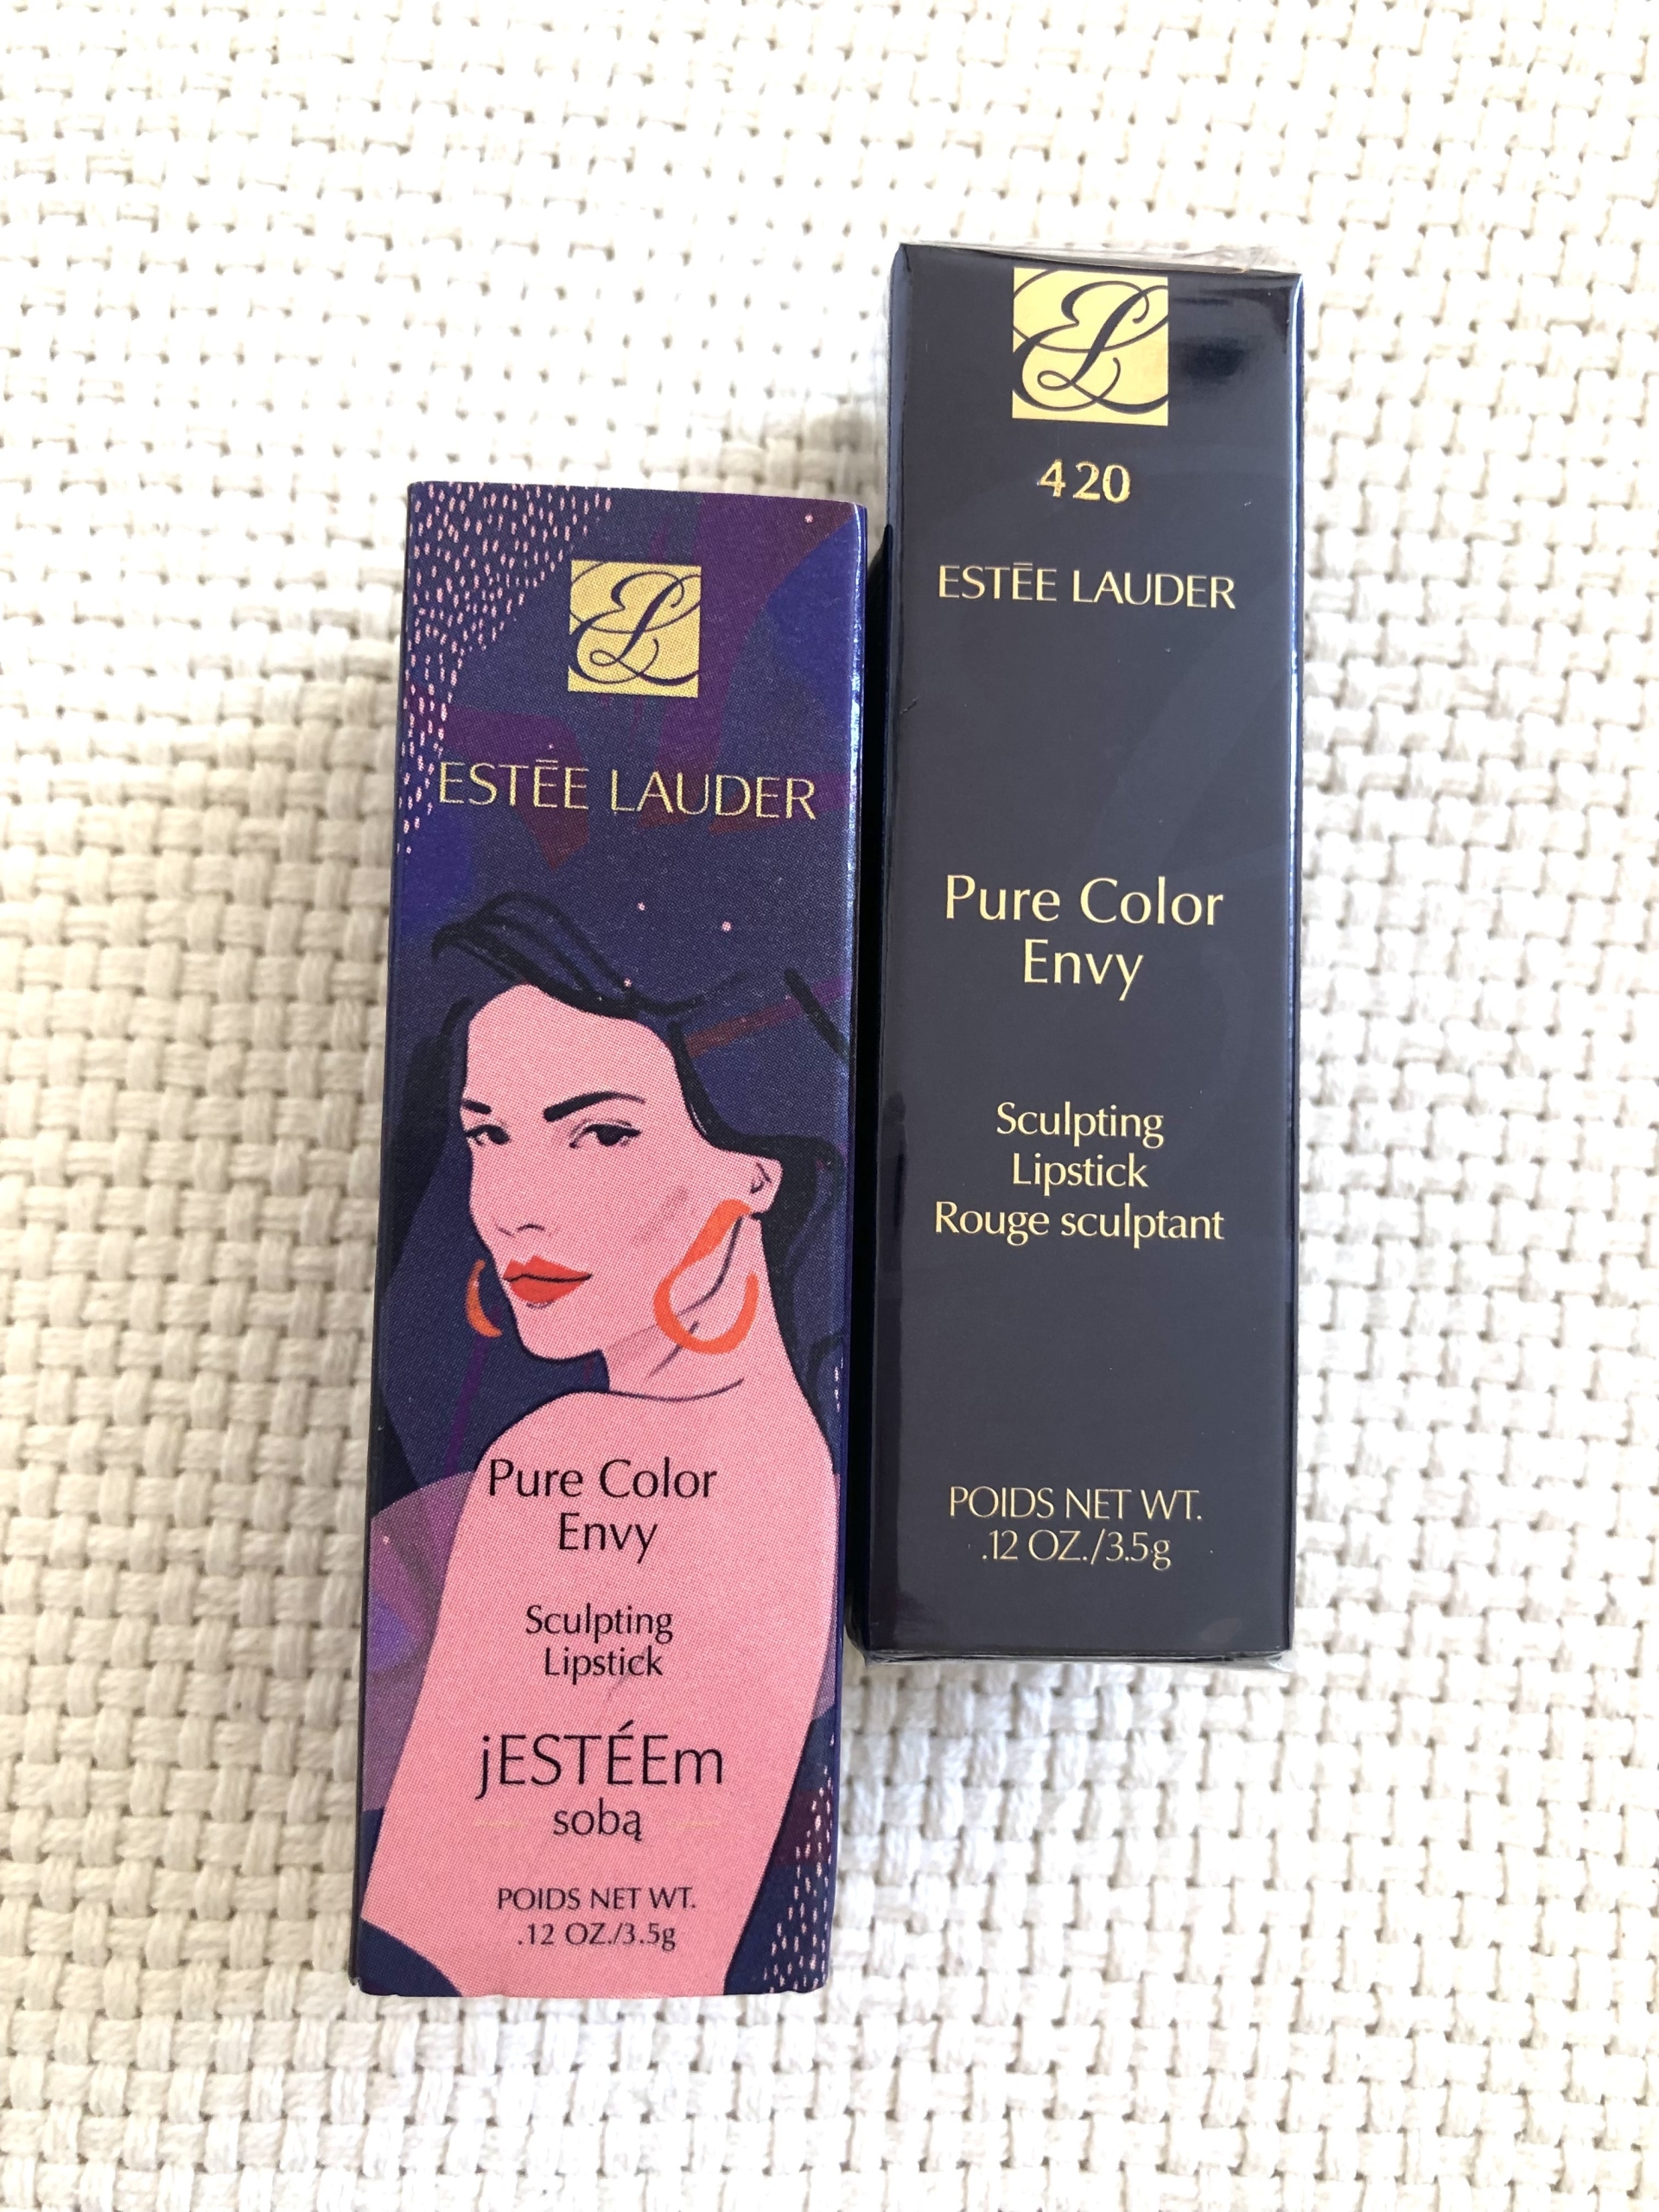 ESTĒE LAUDER
Pure Color
Envy
Sculpting
Lipstick
jESTÉEm
sobą
POIDS NET WT.
.12 OZ./3.5g
420
ESTĒE LAUDER
Pure Color
Envy
Sculpting
Lipstick
Rouge sculptant
POIDS NET WT.
.12 OZ./3.5g